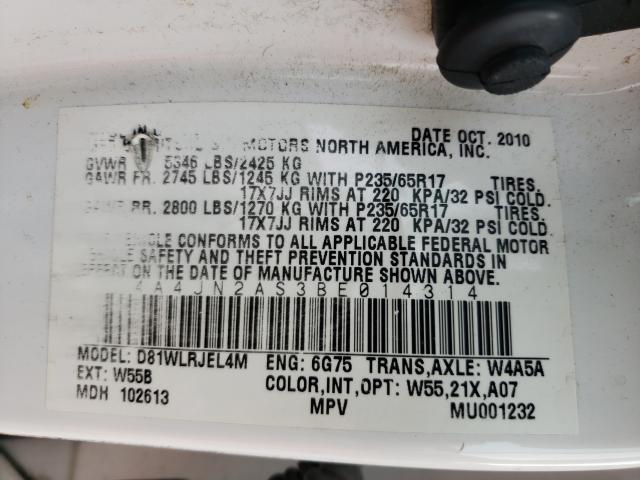 DATE OCT. 2010
MOTORS NORTH AMERICA, INC.
GVWR 5346 LBS/2425 KG
GAWR FR. 2745 LBS/1245 KG WITH P235/65R17 TIRES.
17X7JJ RIMS AT 220 KPA/32 PSI COLD.
RR. 2800 LBS/1270 KG WITH P235/65R17 TIRES.
17X7JJ RIMS AT 220 KPA/32 PSI COLD.
CONFORMS TO ALL APPLICABLE FEDERAL MOTOR
SAFETY AND THEFT PREVENTION STANDARDS IN
EFFECT ON THE DATE OF MANUFACTURE SHOWN ABOVE.
4A4JN2AS3BE014314
MODEL: D81WLRJEL4M ENG: 6G75 TRANS,AXLE: W4A5A
EXT: W55B COLOR,INT,OPT: W55,21X,A07
MDH 102613 MPV MU001232